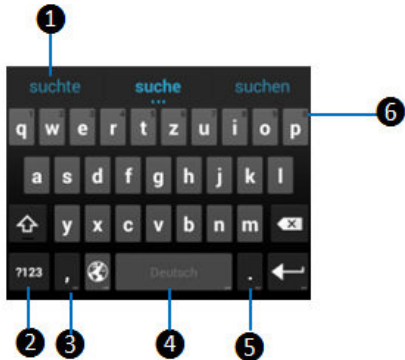 1
suchte suche suchen
q w e r t z u i o p 6
a s d f g h j k l
y x c v b n m
?123 , Deutsch .
2 3 4 5